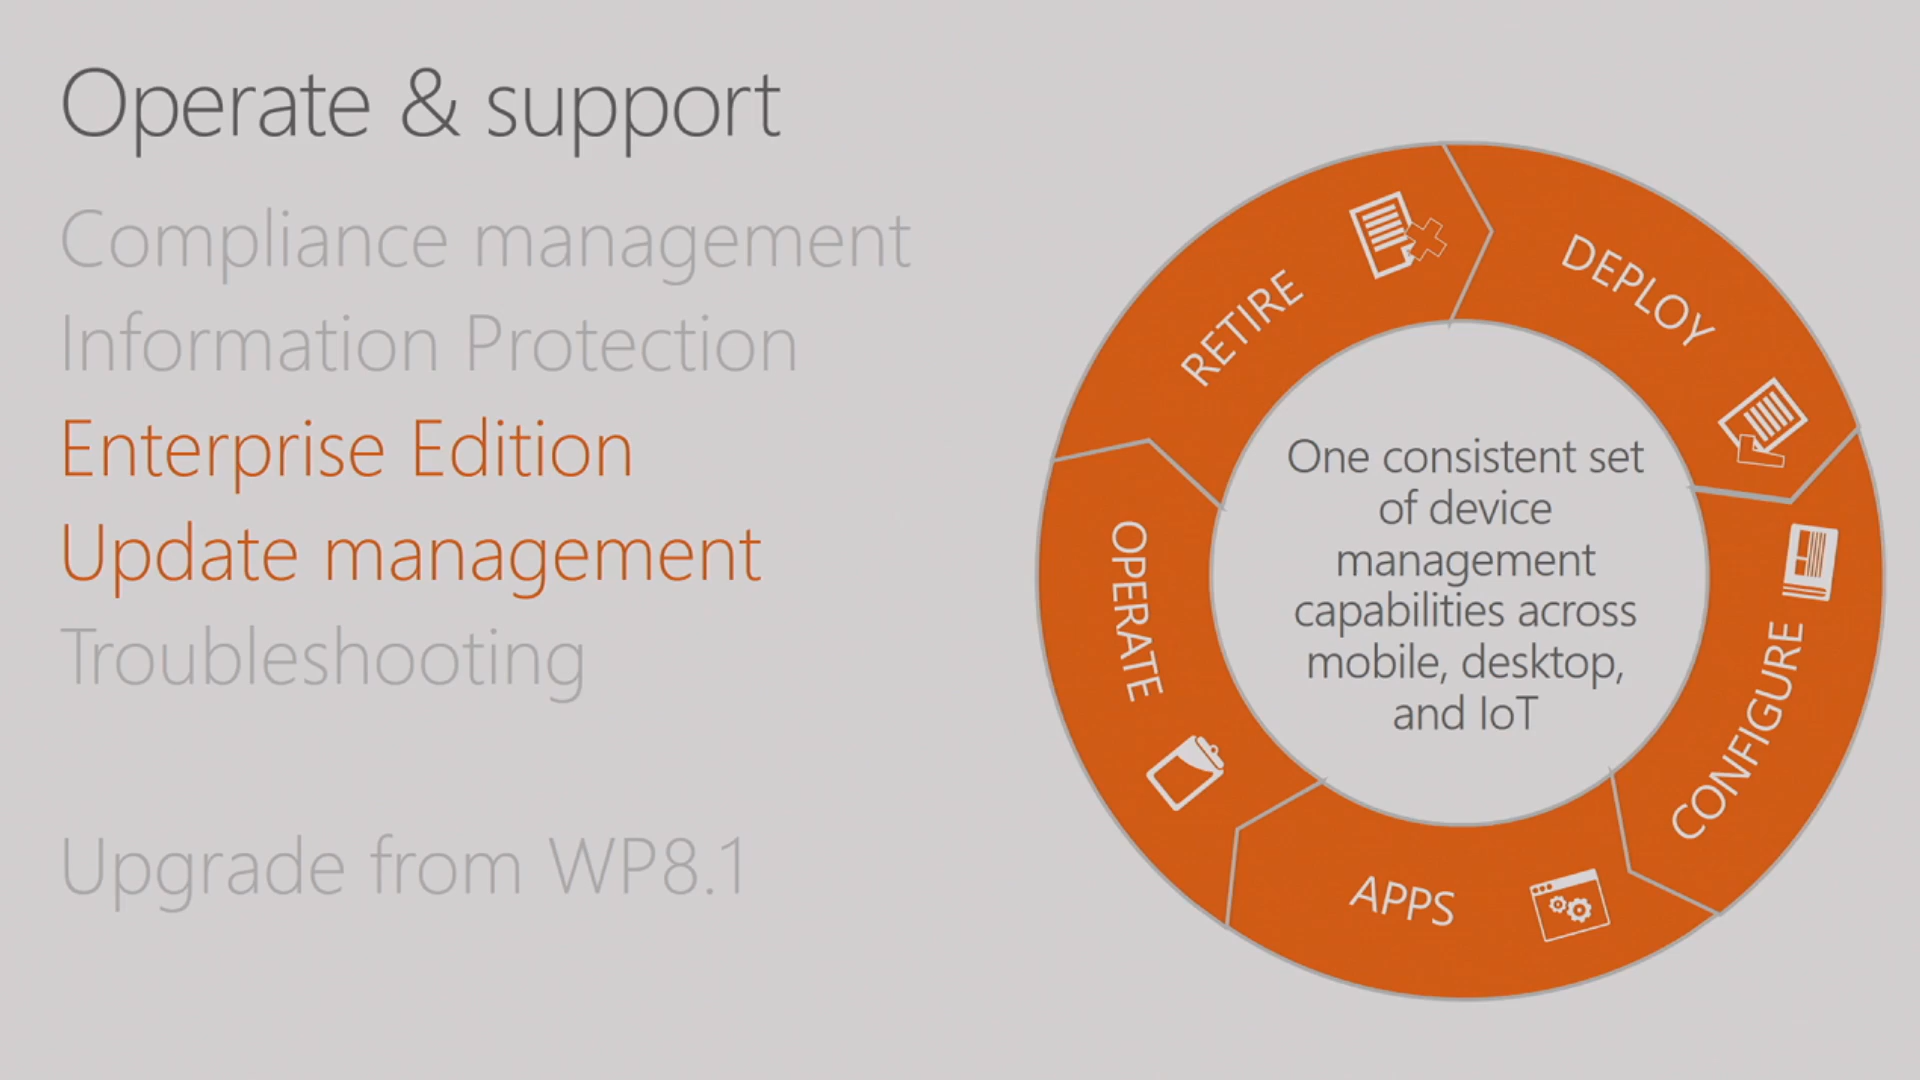 Operate & support
Compliance management
Information Protection
Enterprise Edition
Update management
Troubleshooting
Upgrade from WP8.1
RETIRE
DEPLOY
CONFIGURE
APPS
OPERATE
One consistent set
of device
management
capabilities across
mobile, desktop,
and IoT